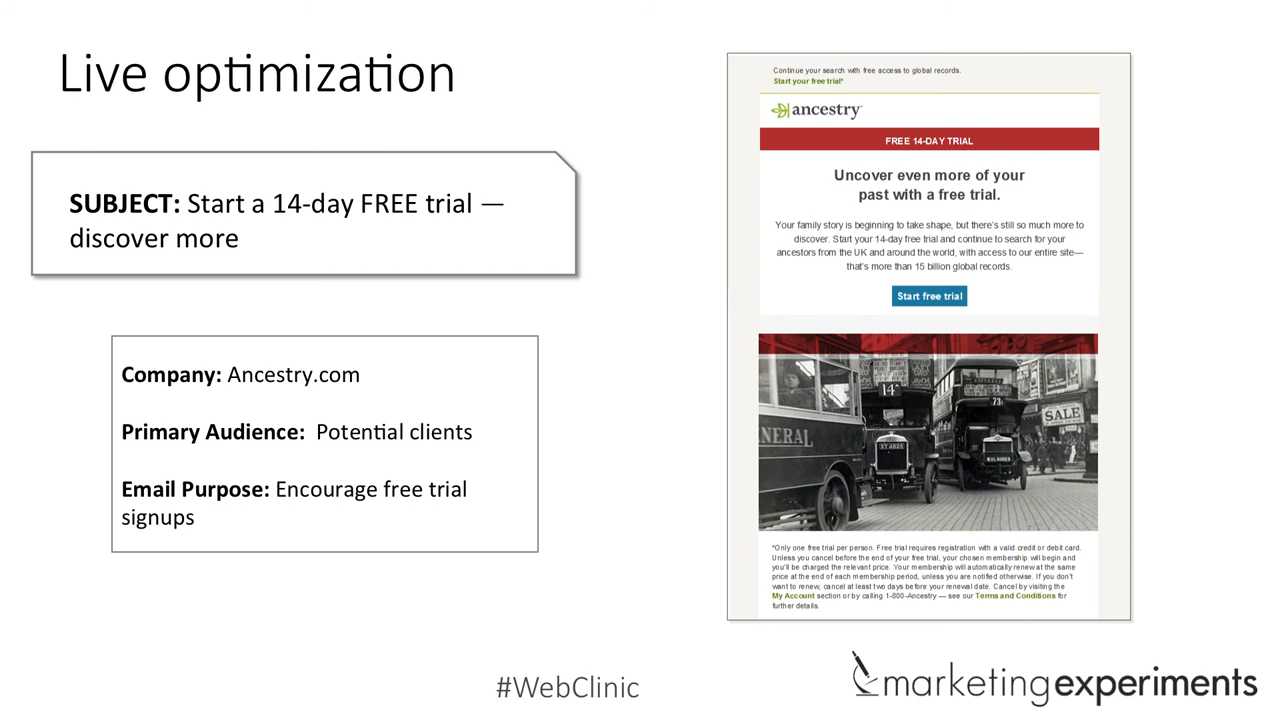 Live optimization
SUBJECT: Start a 14-day FREE trial —
discover more
Company: Ancestry.com
Primary Audience: Potential clients
Email Purpose: Encourage free trial
signups
Continue your search with free access to global records.
Start your free trial*
ancestry
FREE 14-DAY TRIAL
Uncover even more of your
past with a free trial.
Your family story is beginning to take shape, but there's still so much more to
discover. Start your 14-day free trial and continue to search for your
ancestors from the UK and around the world, with access to our entire site—
that's more than 15 billion global records.
Start free trial
14
73
SALE
NERAL
*Only one free trial per person. Free trial requires registration with a valid credit or debit card.
Unless you cancel before the end of your free trial, your chosen membership will begin and
you'll be charged the relevant price. Your membership will automatically renew at the same
price at the end of each membership period, unless you are notified otherwise. If you don't
want to renew, cancel at least two days before your renewal date. Cancel by visiting the
My Account section or by calling 1-800-Ancestry — see our Terms and Conditions for
further details.
#WebClinic
marketingexperiments